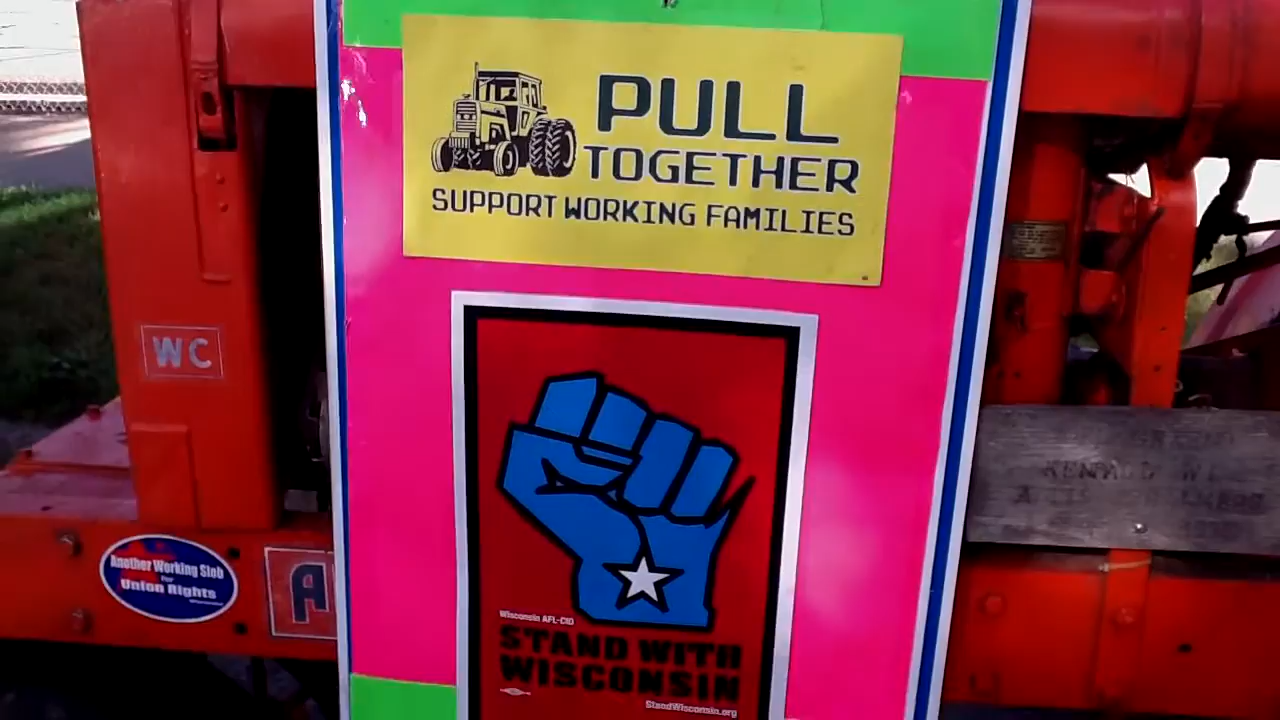 PULL
TOGETHER
SUPPORT WORKING FAMILIES
WC
Another Working Slob
for
Union Rights
A
Wisconsin AFL-CIO
STAND WITH
WISCONSIN
StandWisconsin.org